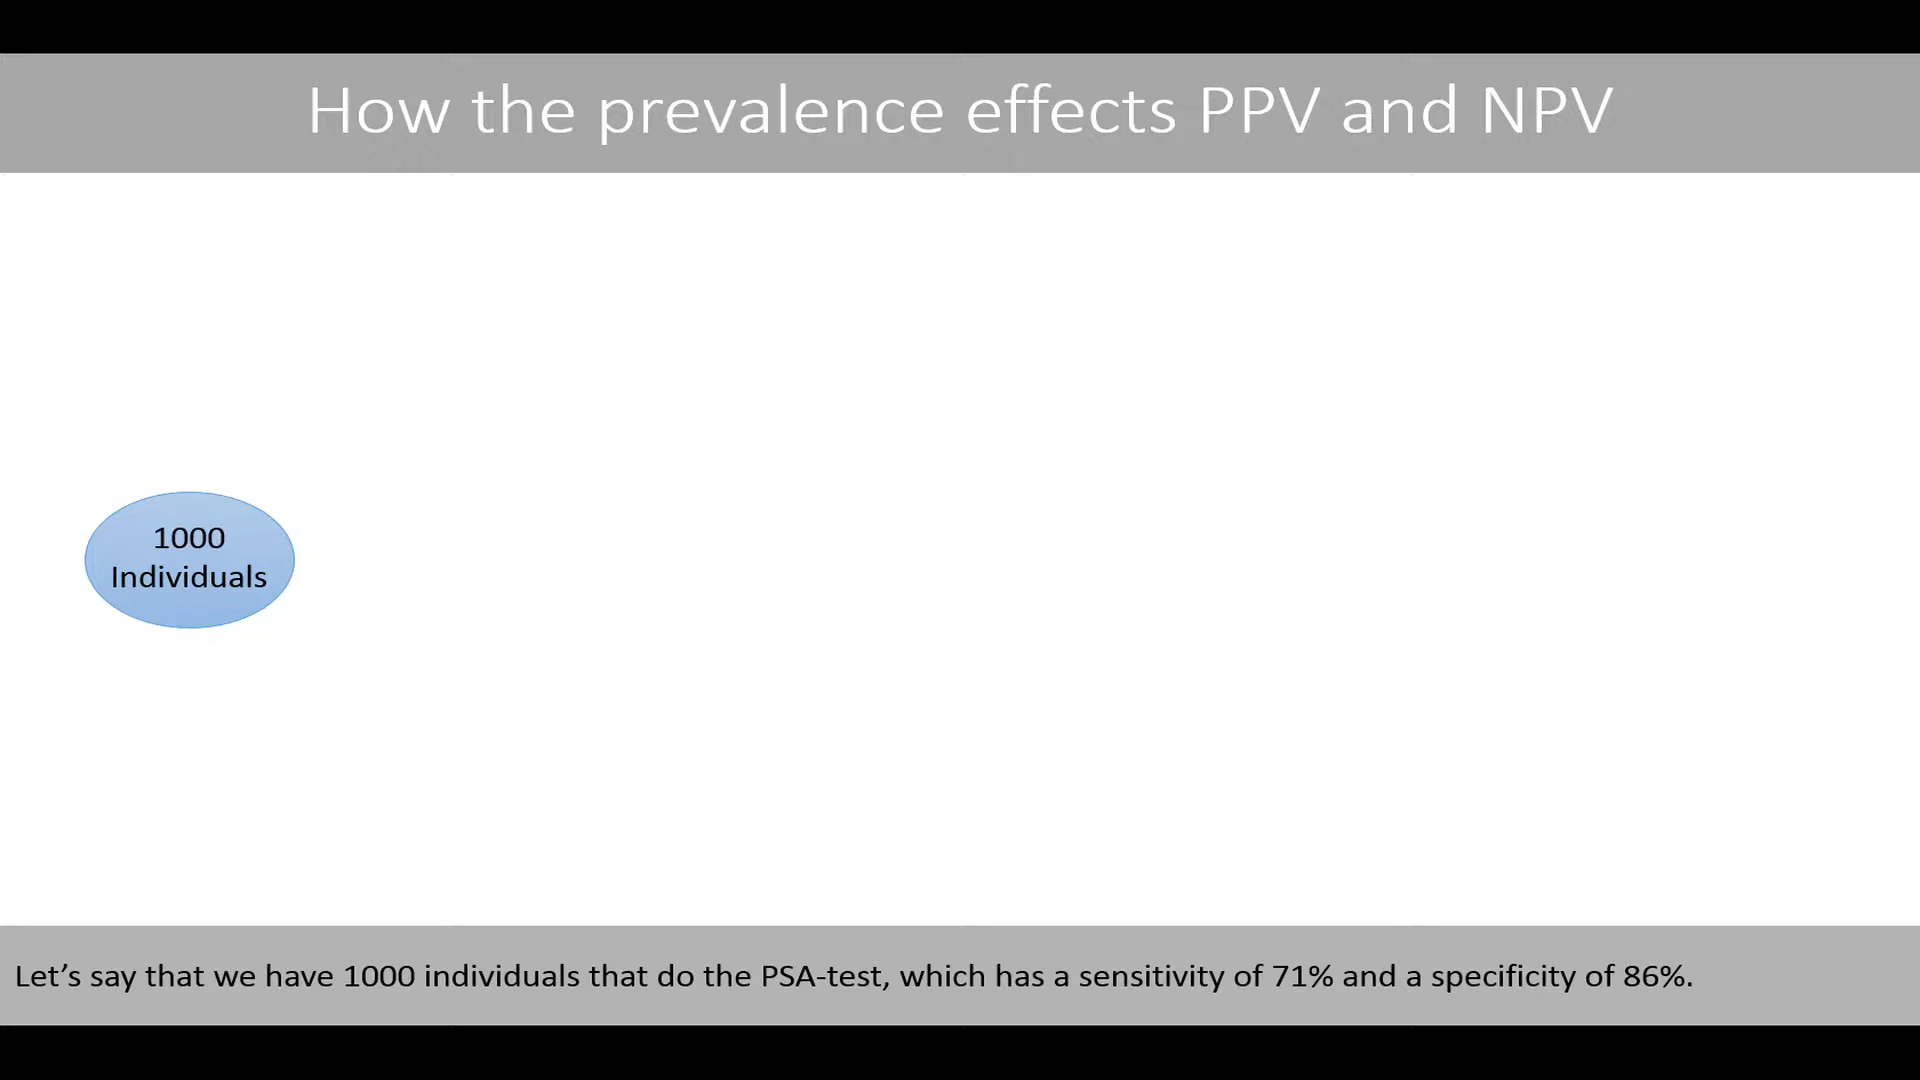 How the prevalence effects PPV and NPV
1000
Individuals
Let’s say that we have 1000 individuals that do the PSA-test, which has a sensitivity of 71% and a specificity of 86%.